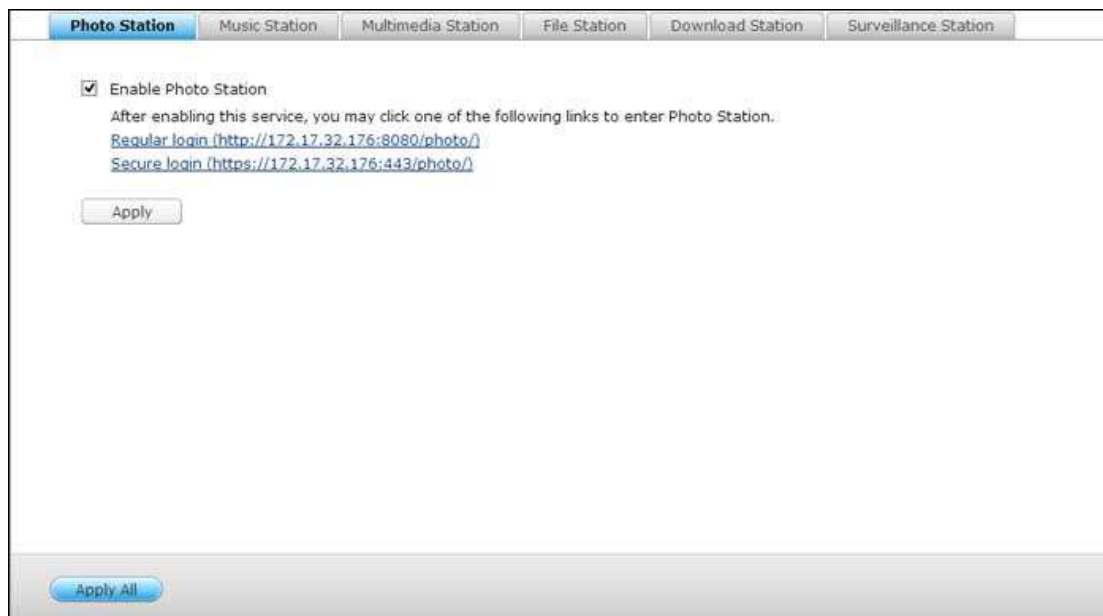 Photo Station Music Station Multimedia Station File Station Download Station Surveillance Station
Enable Photo Station
After enabling this service, you may click one of the following links to enter Photo Station.
Regular login (http://172.17.32.176:8080/photo/)
Secure login (https://172.17.32.176:443/photo/)
Apply
Apply All